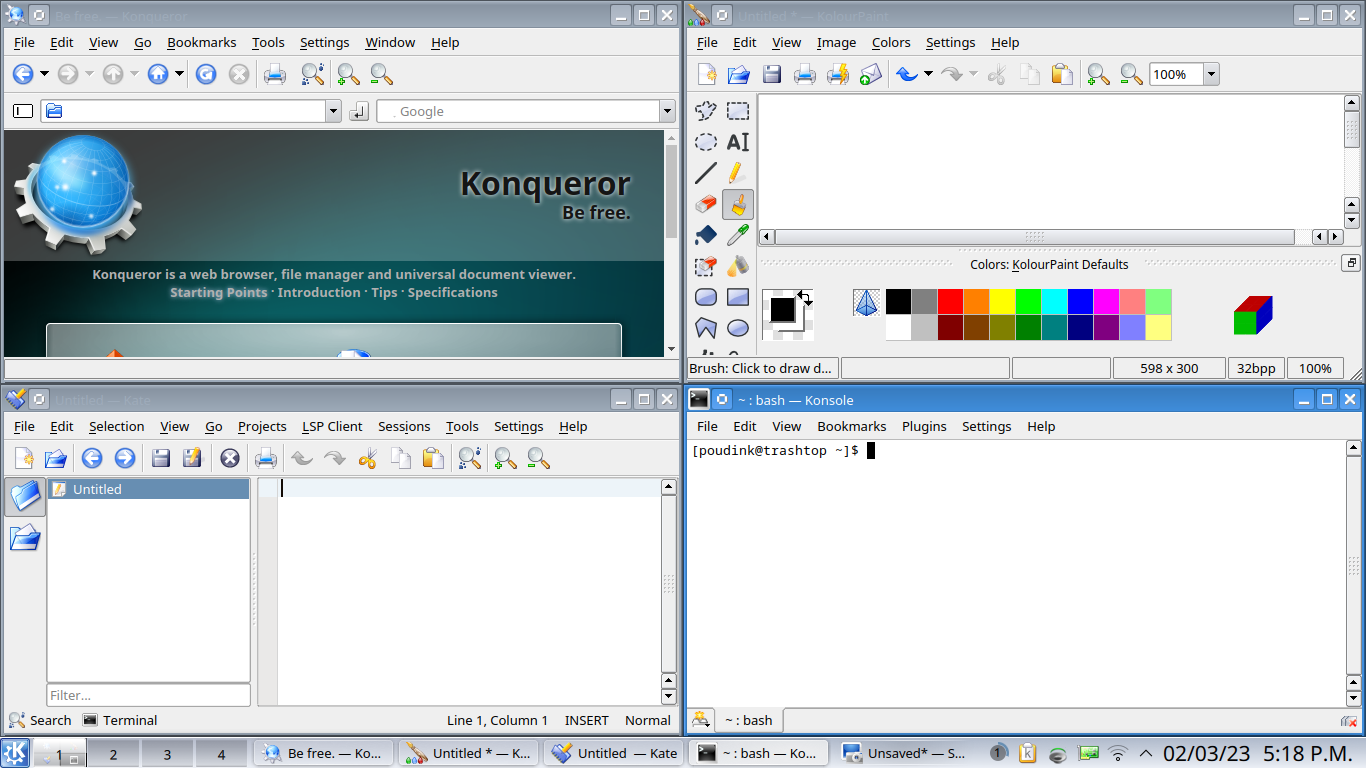 Be free. — Konqueror
File Edit View Go Bookmarks Tools Settings Window Help
Google
Konqueror
Be free.
Konqueror is a web browser, file manager and universal document viewer.
Starting Points · Introduction · Tips · Specifications
Untitled * — KolourPaint
File Edit View Image Colors Settings Help
100%
AI
Colors: KolourPaint Defaults
Brush: Click to draw d...
598 x 300
32bpp
100%
Untitled — Kate
File Edit Selection View Go Projects LSP Client Sessions Tools Settings Help
Untitled
Filter...
Search Terminal
Line 1, Column 1 INSERT Normal
~ : bash — Konsole
File Edit View Bookmarks Plugins Settings Help
[poudink@trashtop ~]$
~ : bash
1 2 3 4
Be free. — Ko...
Untitled * — K...
Untitled — Kate
~ : bash — Ko...
Unsaved* — S...
1
02/03/23 5:18 P.M.